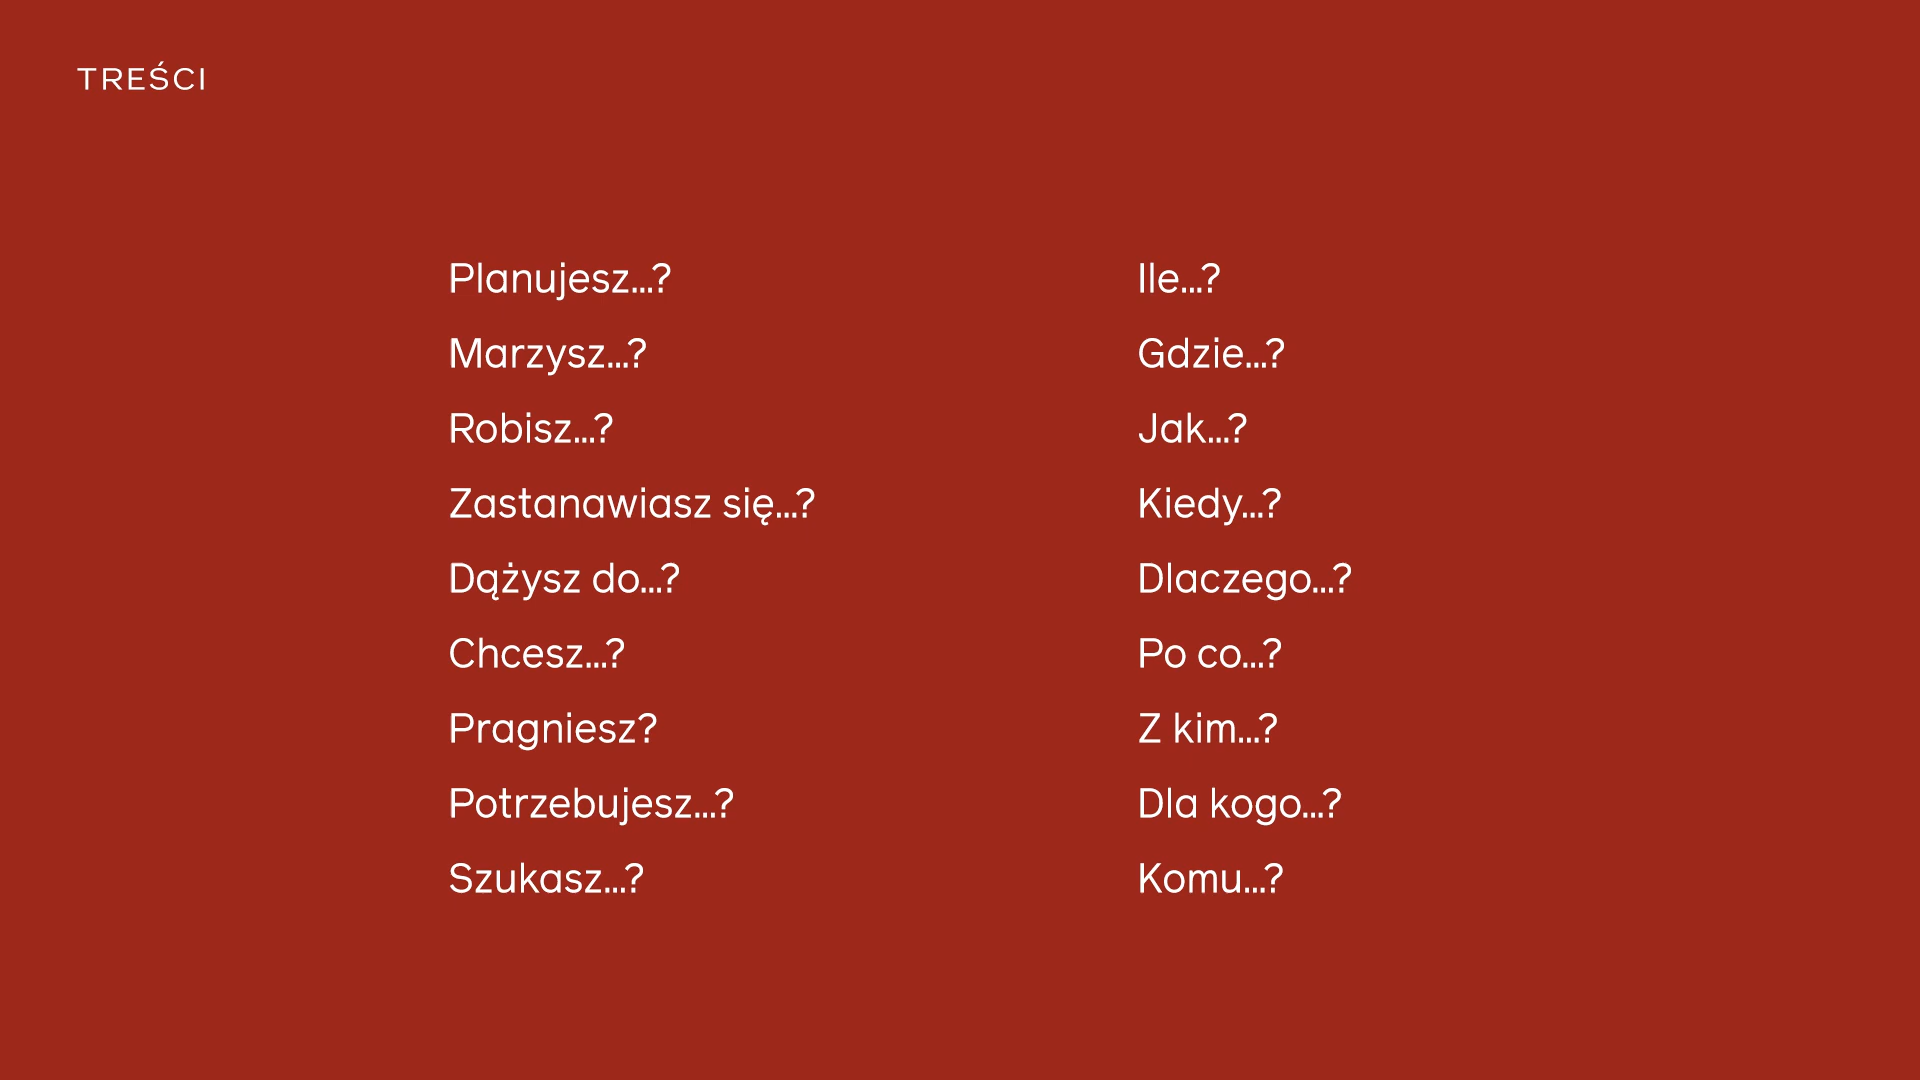 TREŚCI
Planujesz...?
Marzysz...?
Robisz...?
Zastanawiasz się...?
Dążysz do...?
Chcesz...?
Pragniesz?
Potrzebujesz...?
Szukasz...?
Ile...?
Gdzie...?
Jak...?
Kiedy...?
Dlaczego...?
Po co...?
Z kim...?
Dla kogo...?
Komu...?